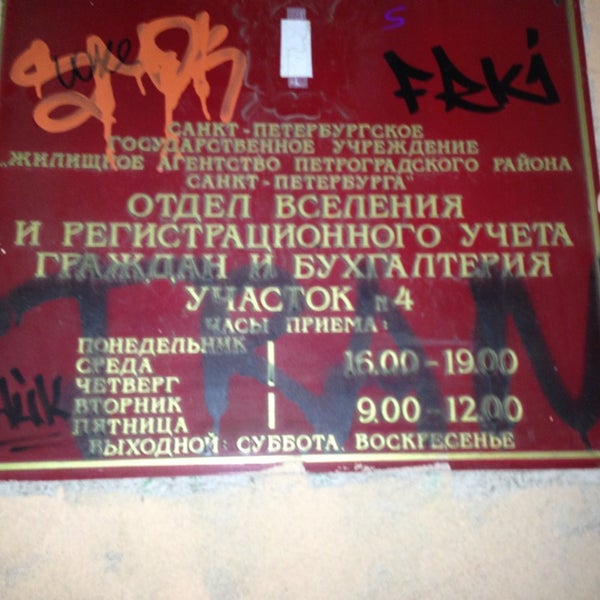 S
FRKJ
САНКТ-ПЕТЕРБУРГСКОЕ
ГОСУДАРСТВЕННОЕ УЧРЕЖДЕНИЕ
„ЖИЛИЩНОЕ АГЕНТСТВО ПЕТРОГРАДСКОГО РАЙОНА
САНКТ-ПЕТЕРБУРГА"
ОТДЕЛ ВСЕЛЕНИЯ
И РЕГИСТРАЦИОННОГО УЧЕТА
ГРАЖДАН И БУХГАЛТЕРИЯ
УЧАСТОК №4
ЧАСЫ ПРИЕМА:
ПОНЕДЕЛЬНИК
СРЕДА 16.00-19.00
ЧЕТВЕРГ
ВТОРНИК 9.00-12.00
ПЯТНИЦА
ВЫХОДНОЙ: СУББОТА, ВОСКРЕСЕНЬЕ